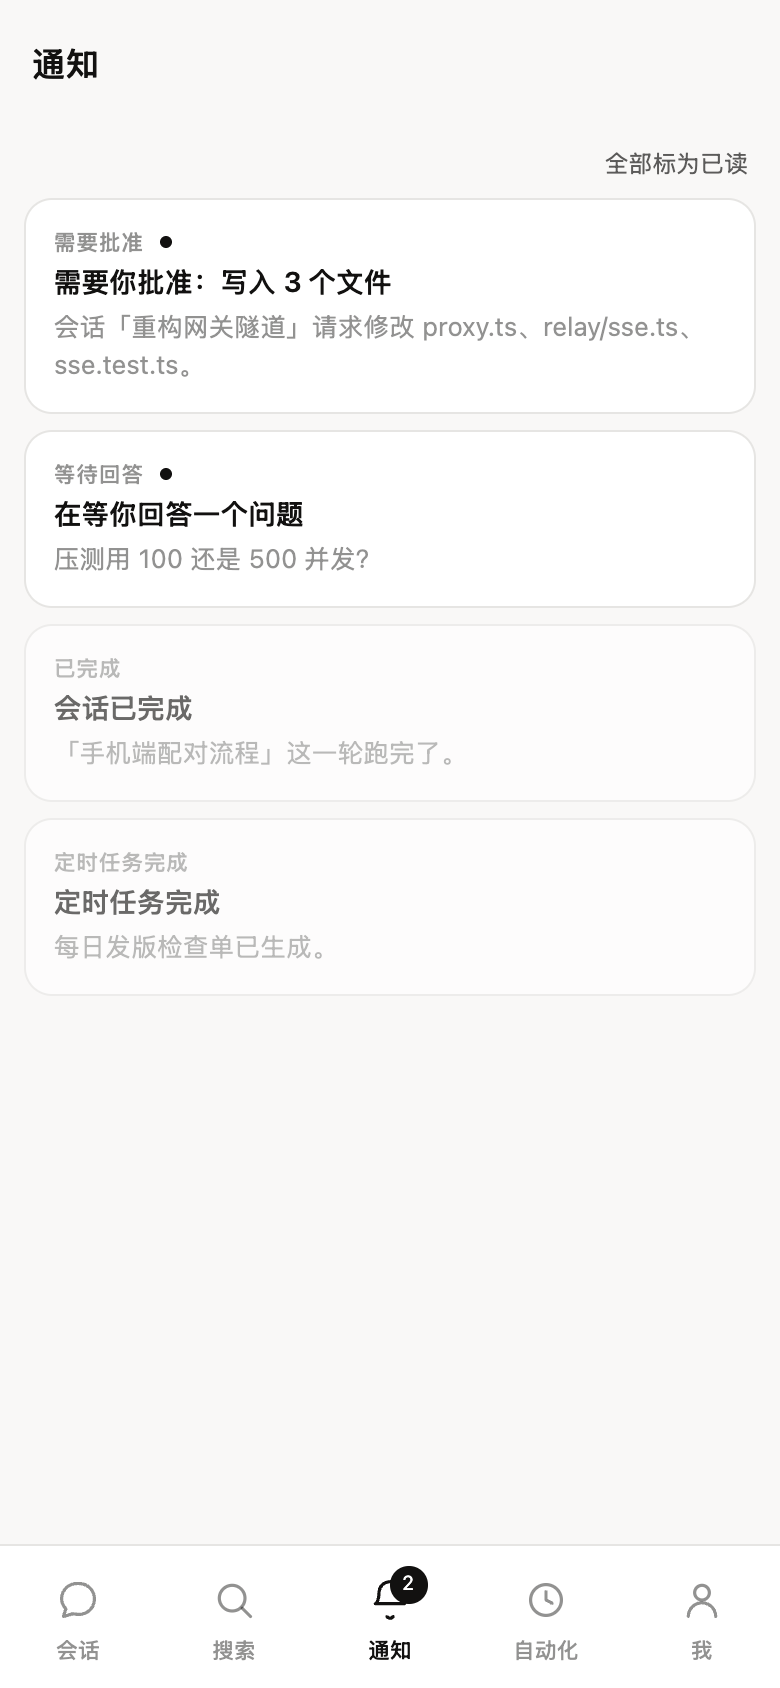 通知
全部标为已读
需要批准
需要你批准：写入 3 个文件
会话「重构网关隧道」请求修改 proxy.ts、relay/sse.ts、
sse.test.ts。
等待回答
在等你回答一个问题
压测用 100 还是 500 并发?
已完成
会话已完成
「手机端配对流程」这一轮跑完了。
定时任务完成
定时任务完成
每日发版检查单已生成。
2
会话
搜索
通知
自动化
我